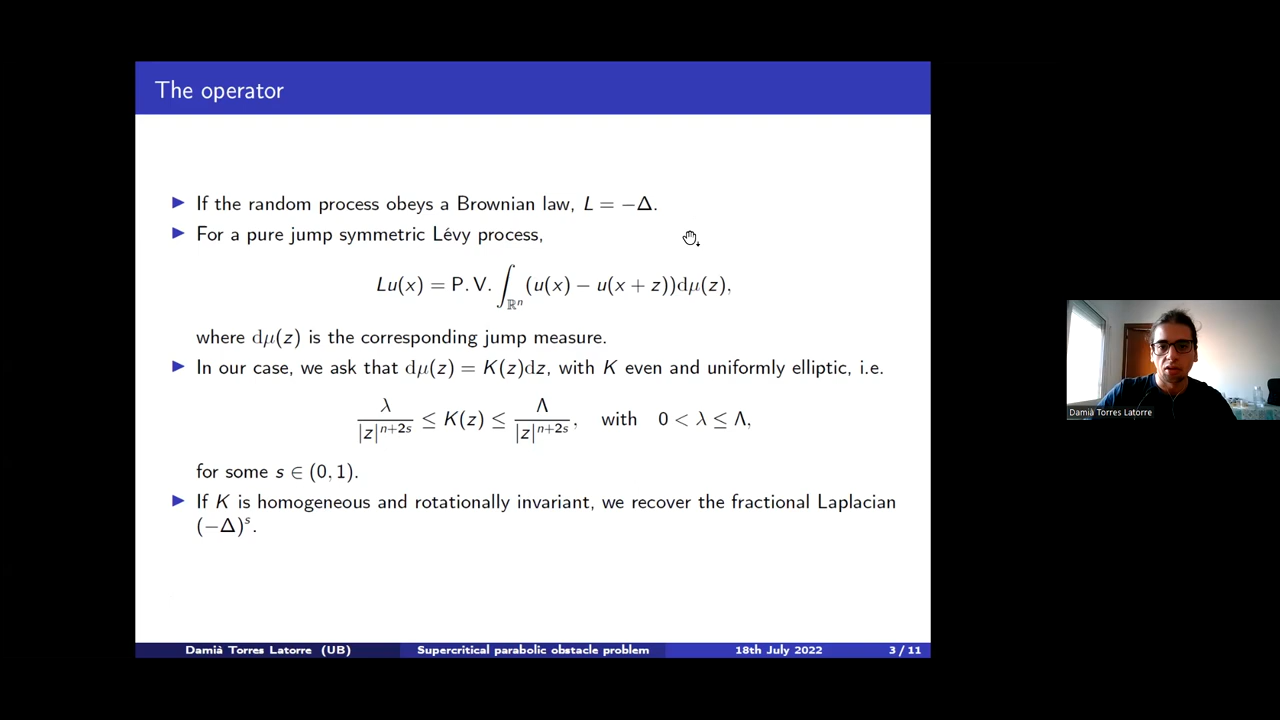 The operator
▶ If the random process obeys a Brownian law, L = −Δ.
▶ For a pure jump symmetric Lévy process,
Lu(x) = P. V. ∫_{ℝⁿ} (u(x) − u(x + z))dμ(z),
where dμ(z) is the corresponding jump measure.
▶ In our case, we ask that dμ(z) = K(z)dz, with K even and uniformly elliptic, i.e.
λ/|z|^{n+2s} ≤ K(z) ≤ Λ/|z|^{n+2s}, with 0 < λ ≤ Λ,
for some s ∈ (0, 1).
▶ If K is homogeneous and rotationally invariant, we recover the fractional Laplacian
(−Δ)^s.
Damià Torres Latorre (UB) Supercritical parabolic obstacle problem 18th July 2022 3 / 11
Damià Torres Latorre